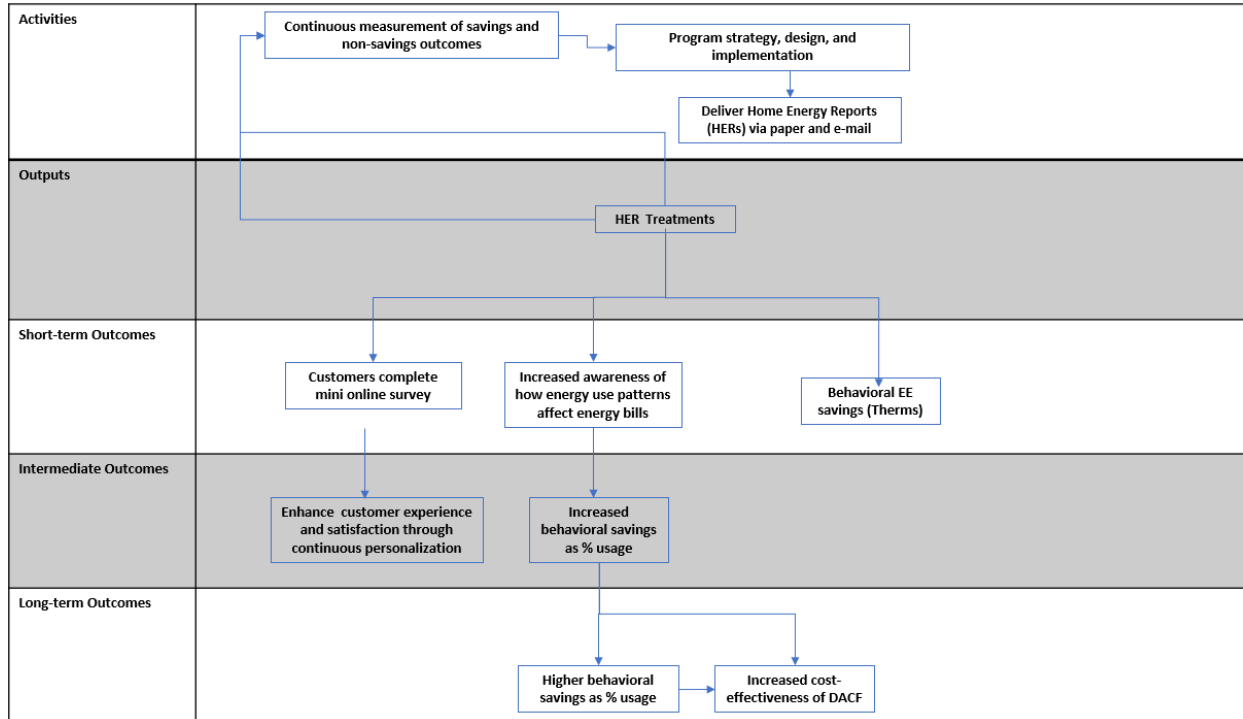 Activities
Continuous measurement of savings and
non-savings outcomes
Program strategy, design, and
implementation
Deliver Home Energy Reports
(HERs) via paper and e-mail
Outputs
HER Treatments
Short-term Outcomes
Customers complete
mini online survey
Increased awareness of
how energy use patterns
affect energy bills
Behavioral EE
savings (Therms)
Intermediate Outcomes
Enhance customer experience
and satisfaction through
continuous personalization
Increased
behavioral savings
as % usage
Long-term Outcomes
Higher behavioral
savings as % usage
Increased cost-
effectiveness of DACF